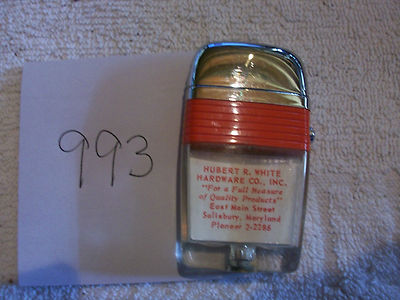 993
HUBERT R. WHITE
HARDWARE CO., INC.
"For a Full Measure
of Quality Products"
East Main Street
Salisbury, Maryland
Pioneer 2-2286